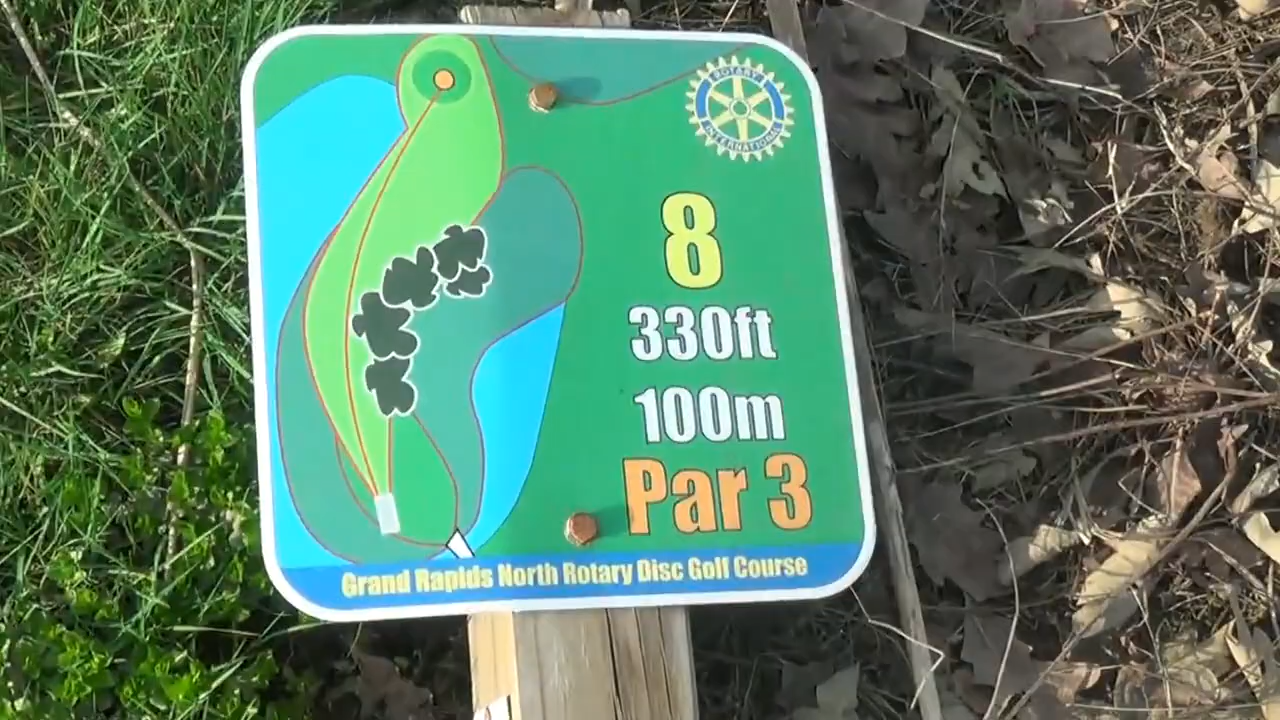 ROTARY
INTERNATIONAL
8
330ft
100m
Par 3
Grand Rapids North Rotary Disc Golf Course